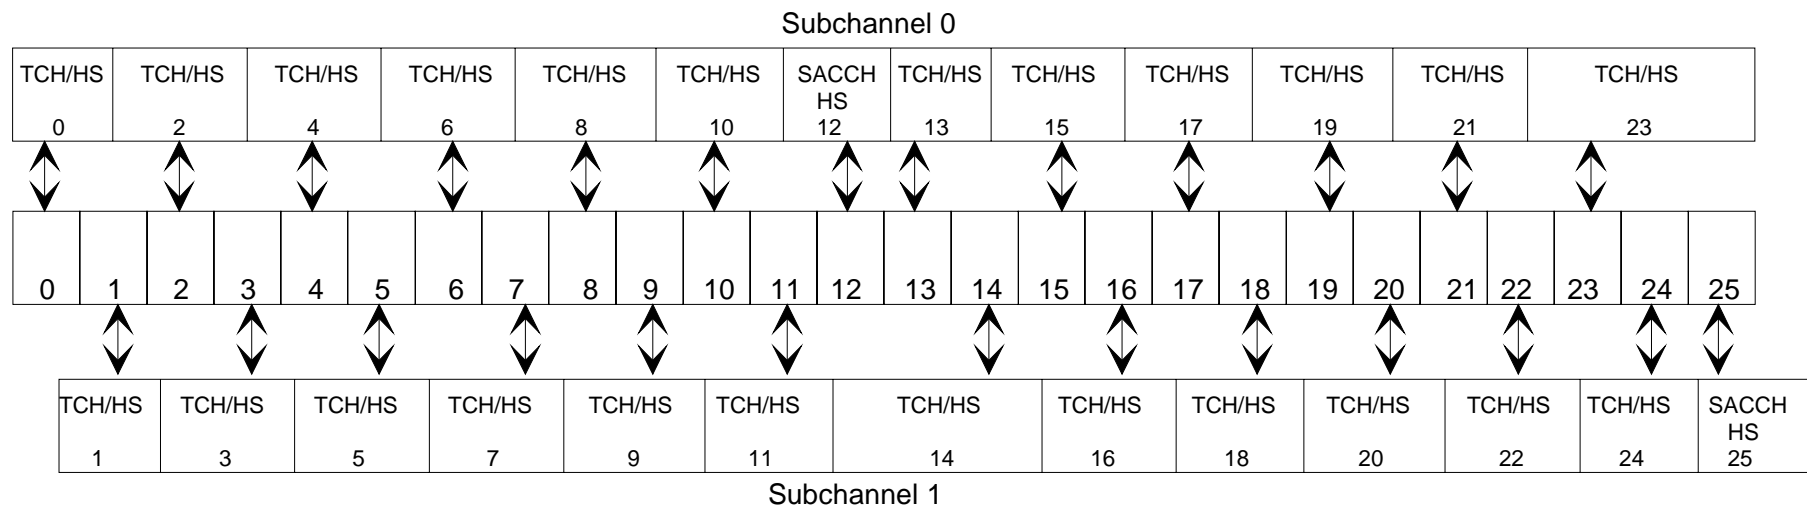 Subchannel 0
TCH/HS TCH/HS TCH/HS TCH/HS TCH/HS TCH/HS SACCH TCH/HS TCH/HS TCH/HS TCH/HS TCH/HS TCH/HS
HS
0 2 4 6 8 10 12 13 15 17 19 21 23
0 1 2 3 4 5 6 7 8 9 10 11 12 13 14 15 16 17 18 19 20 21 22 23 24 25
TCH/HS TCH/HS TCH/HS TCH/HS TCH/HS TCH/HS TCH/HS TCH/HS TCH/HS TCH/HS TCH/HS TCH/HS SACCH
HS
1 3 5 7 9 11 14 16 18 20 22 24 25
Subchannel 1